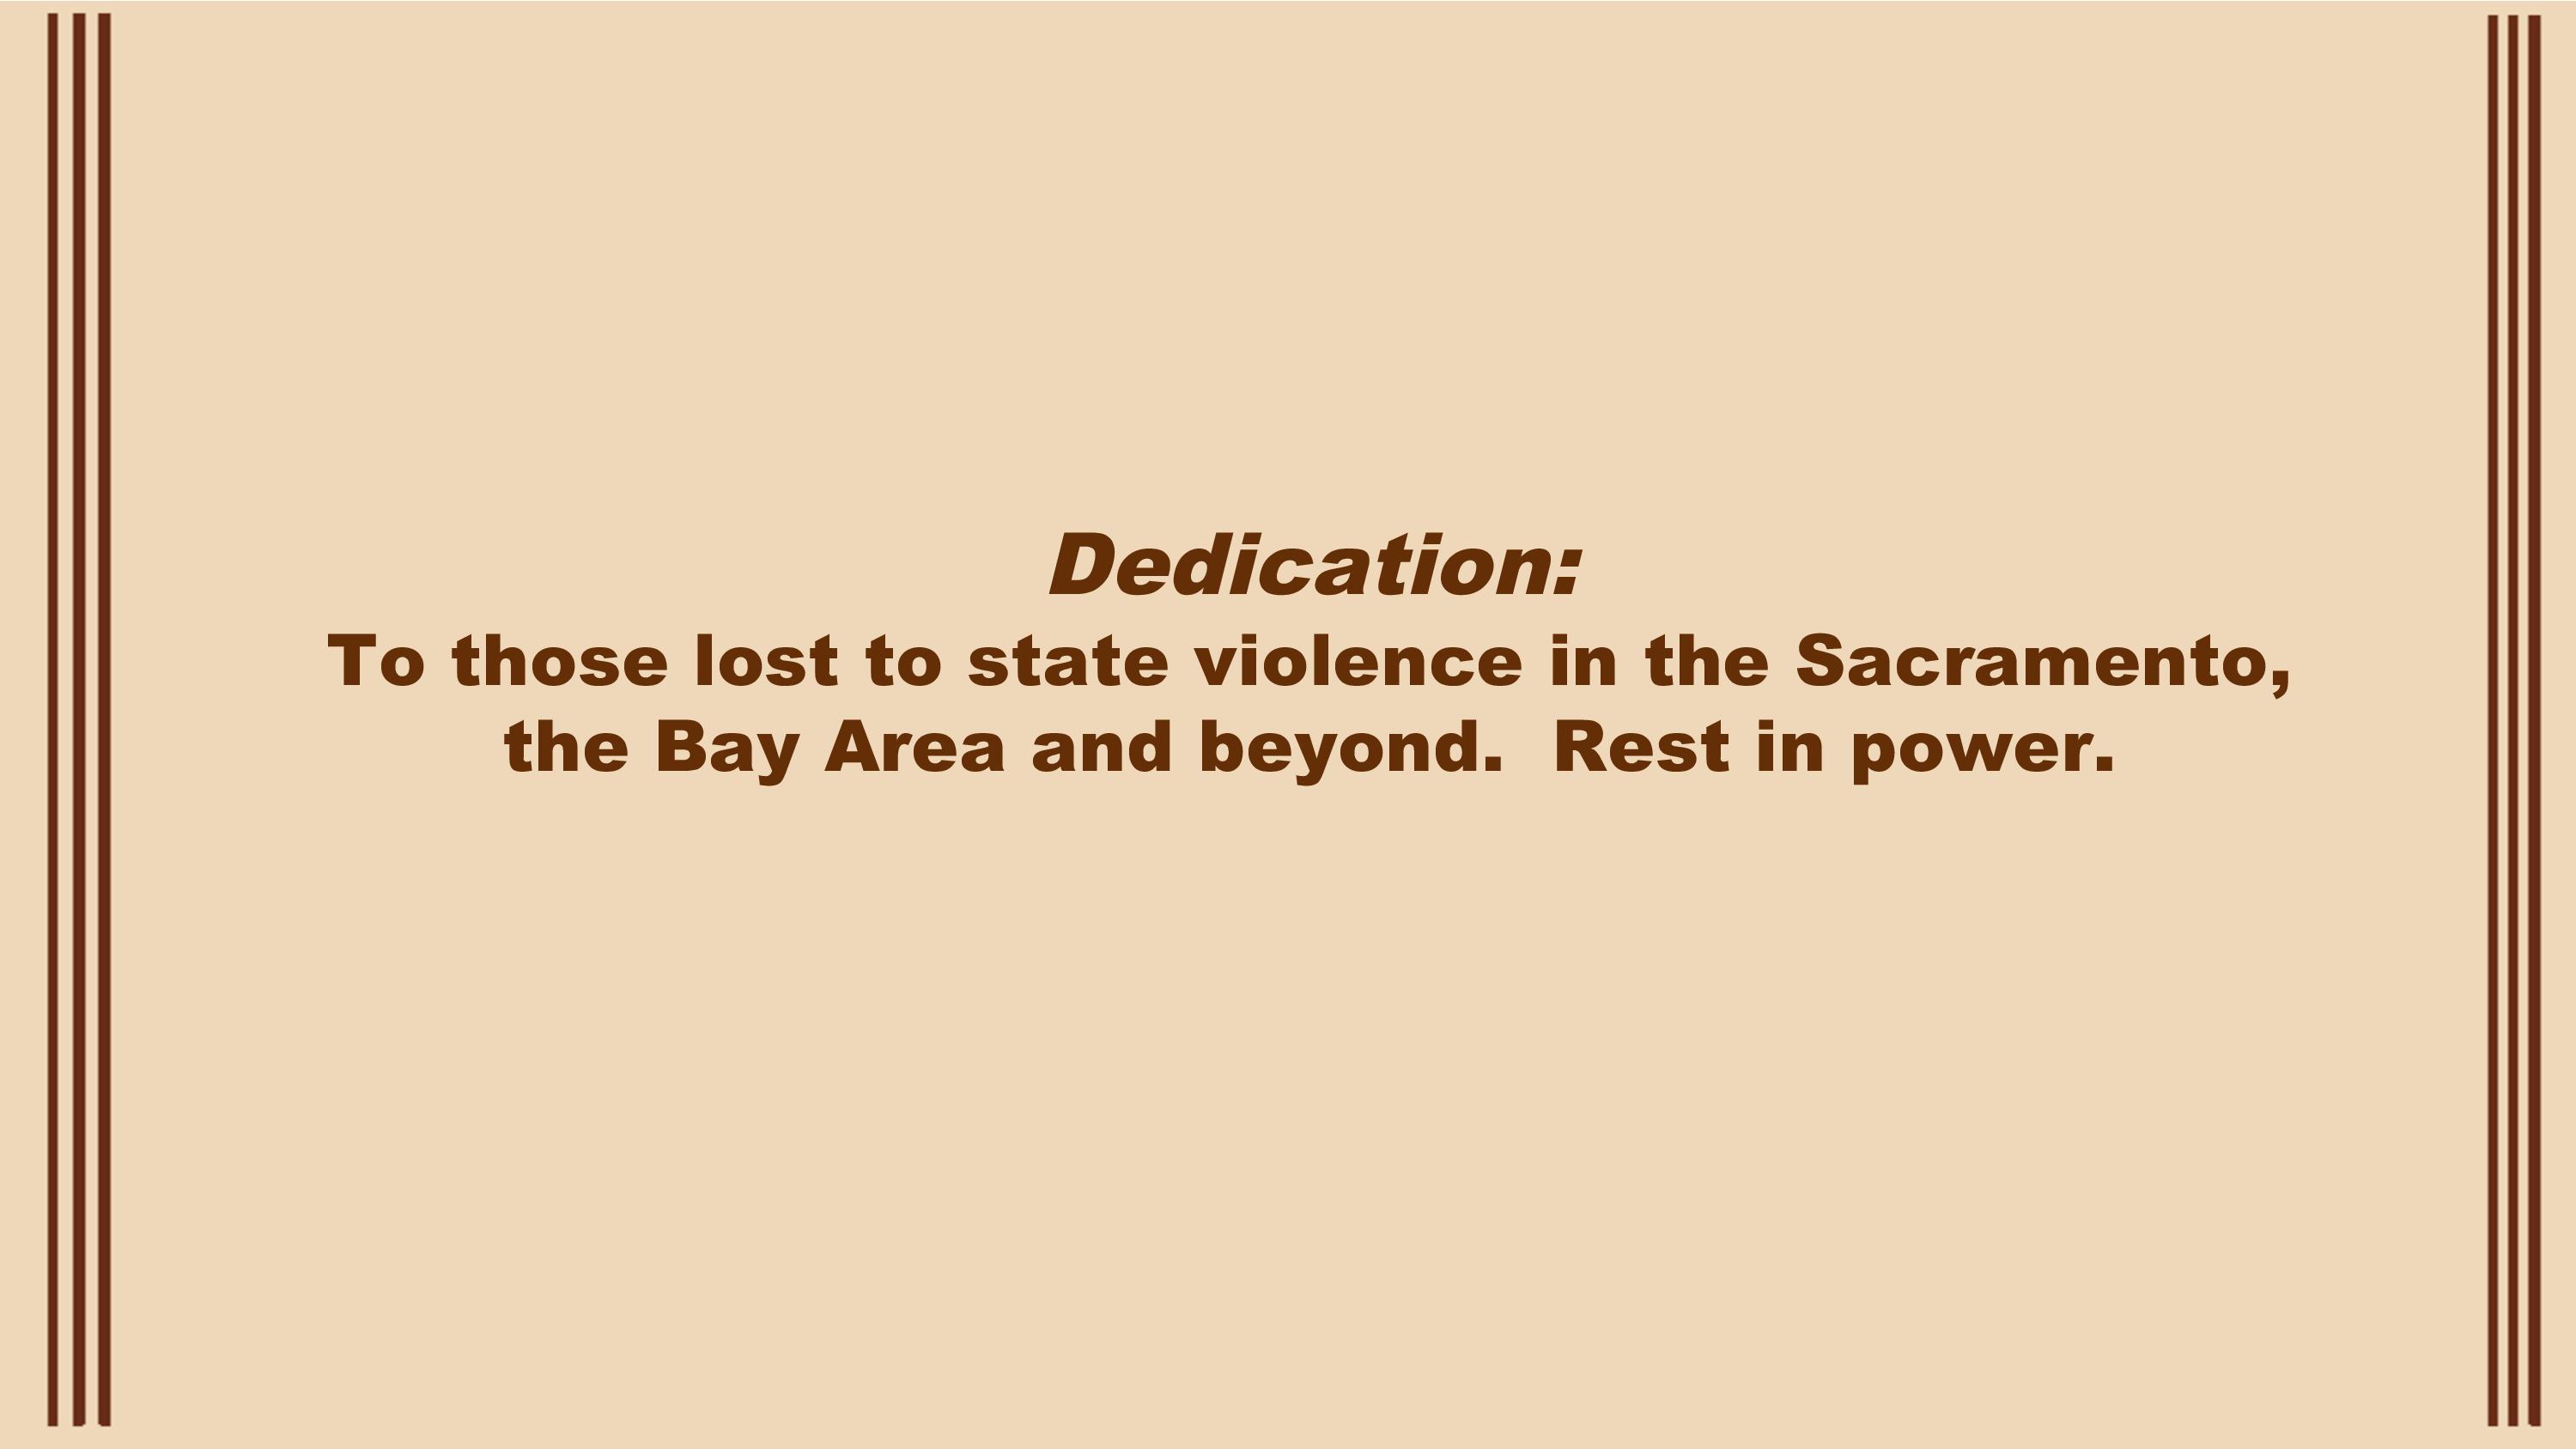 Dedication:
To those lost to state violence in the Sacramento,
the Bay Area and beyond.  Rest in power.